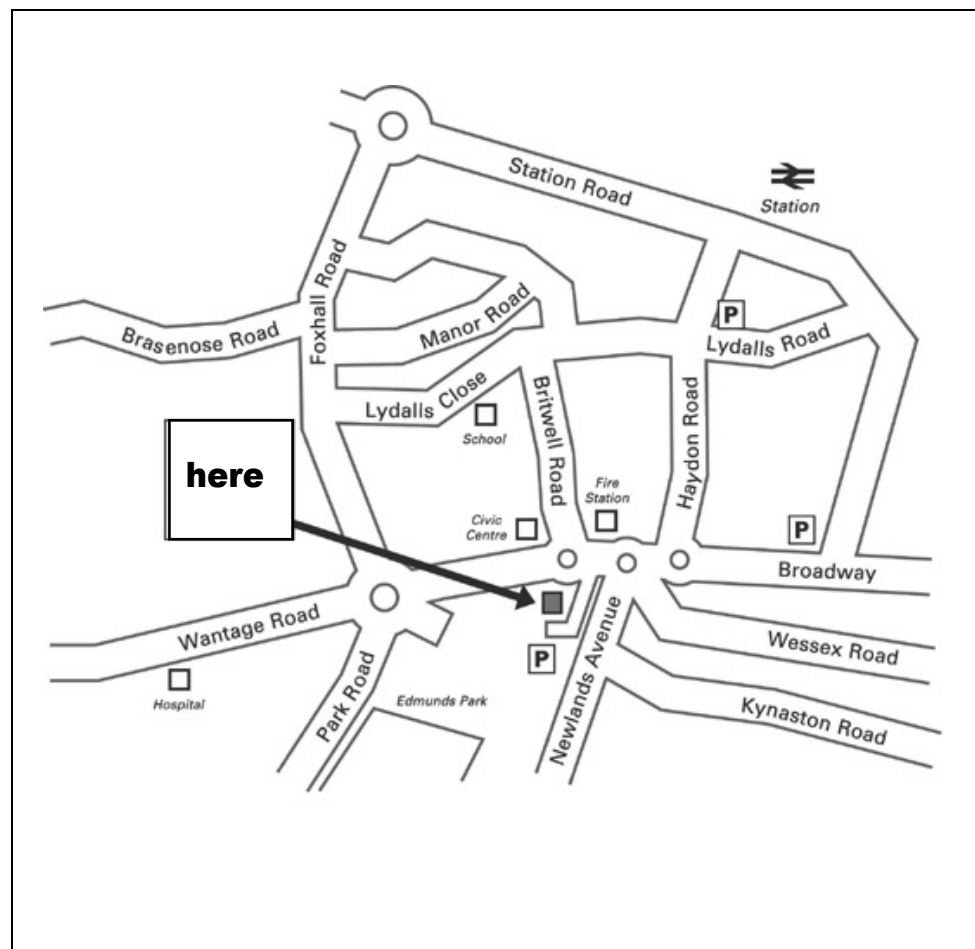 Station Road
Station
Foxhall Road
Brasenose Road
Manor Road
P
Lydalls Road
Lydalls Close
School
Britwell Road
Haydon Road
here
Fire
Station
Civic
Centre
P
Broadway
Wantage Road
Hospital
Park Road
Edmunds Park
P
Newlands Avenue
Wessex Road
Kynaston Road